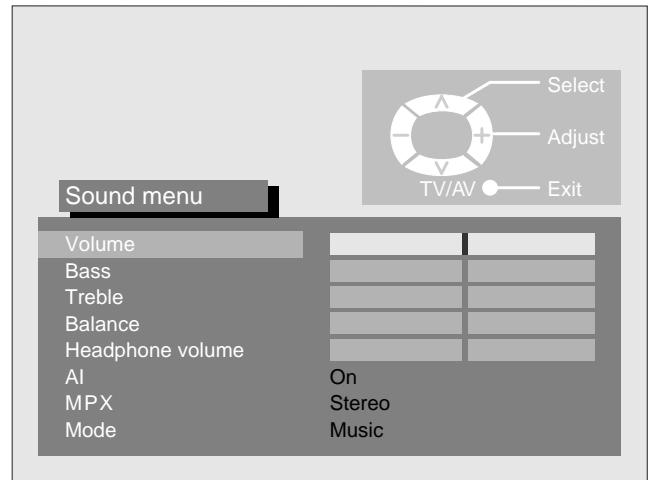 Select
Adjust
TV/AV Exit
Sound menu
Volume
Bass
Treble
Balance
Headphone volume
AI On
MPX Stereo
Mode Music